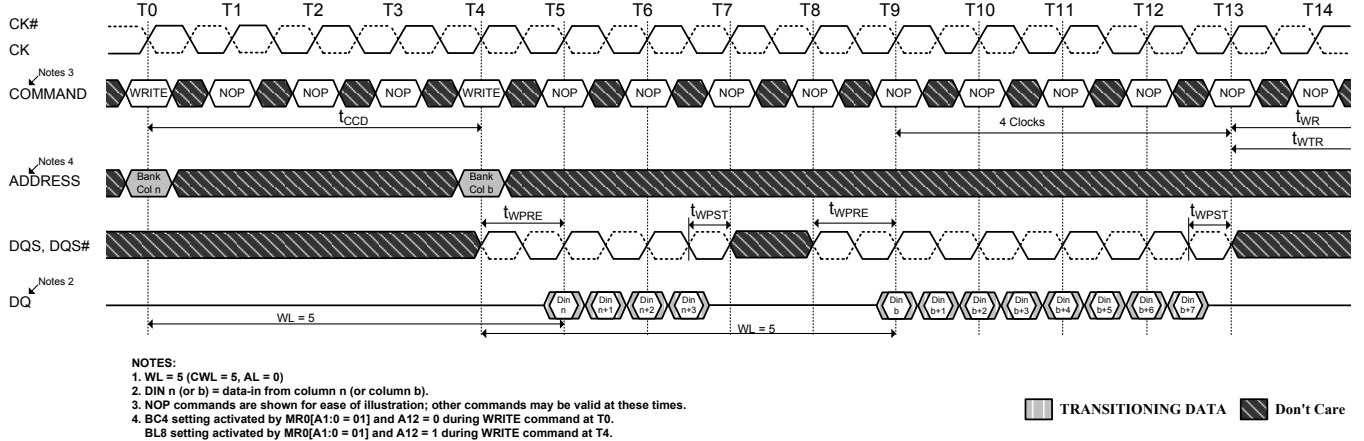 T0 T1 T2 T3 T4 T5 T6 T7 T8 T9 T10 T11 T12 T13 T14
CK#
CK
Notes 3
COMMAND
WRITE NOP NOP NOP WRITE NOP NOP NOP NOP NOP NOP NOP NOP NOP NOP
tCCD
4 Clocks
tWR
tWTR
Notes 4
ADDRESS
Bank Bank
Col n Col b
tWPRE tWPST tWPRE tWPST
DQS, DQS#
Notes 2
DQ
Din Din Din Din Din Din Din Din Din Din Din Din
n n+1 n+2 n+3 b b+1 b+2 b+3 b+4 b+5 b+6 b+7
WL = 5
WL = 5
NOTES:
1. WL = 5 (CWL = 5, AL = 0)
2. DIN n (or b) = data-in from column n (or column b).
3. NOP commands are shown for ease of illustration; other commands may be valid at these times.
4. BC4 setting activated by MR0[A1:0 = 01] and A12 = 0 during WRITE command at T0.
BL8 setting activated by MR0[A1:0 = 01] and A12 = 1 during WRITE command at T4.
TRANSITIONING DATA Don't Care